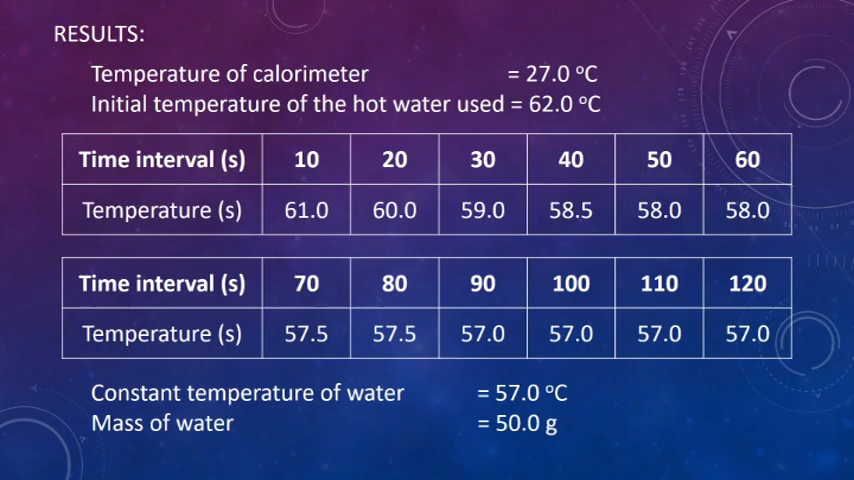 RESULTS:
Temperature of calorimeter = 27.0 ºC
Initial temperature of the hot water used = 62.0 ºC
Time interval (s) 10 20 30 40 50 60
Temperature (s) 61.0 60.0 59.0 58.5 58.0 58.0
Time interval (s) 70 80 90 100 110 120
Temperature (s) 57.5 57.5 57.0 57.0 57.0 57.0
Constant temperature of water = 57.0 ºC
Mass of water = 50.0 g